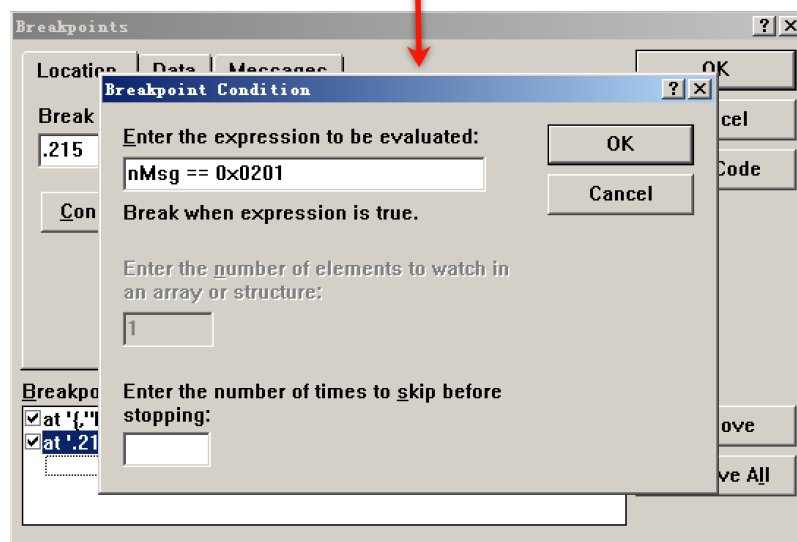 Breakpoints
Location Data Messages
OK
Breakpoint Condition
Break
.215
Enter the expression to be evaluated:
nMsg == 0x0201
OK
cel
Code
Con
Break when expression is true.
Cancel
Enter the number of elements to watch in
an array or structure:
1
Breakpo
Enter the number of times to skip before
stopping:
at '{,"
at '.21
ove
ve All